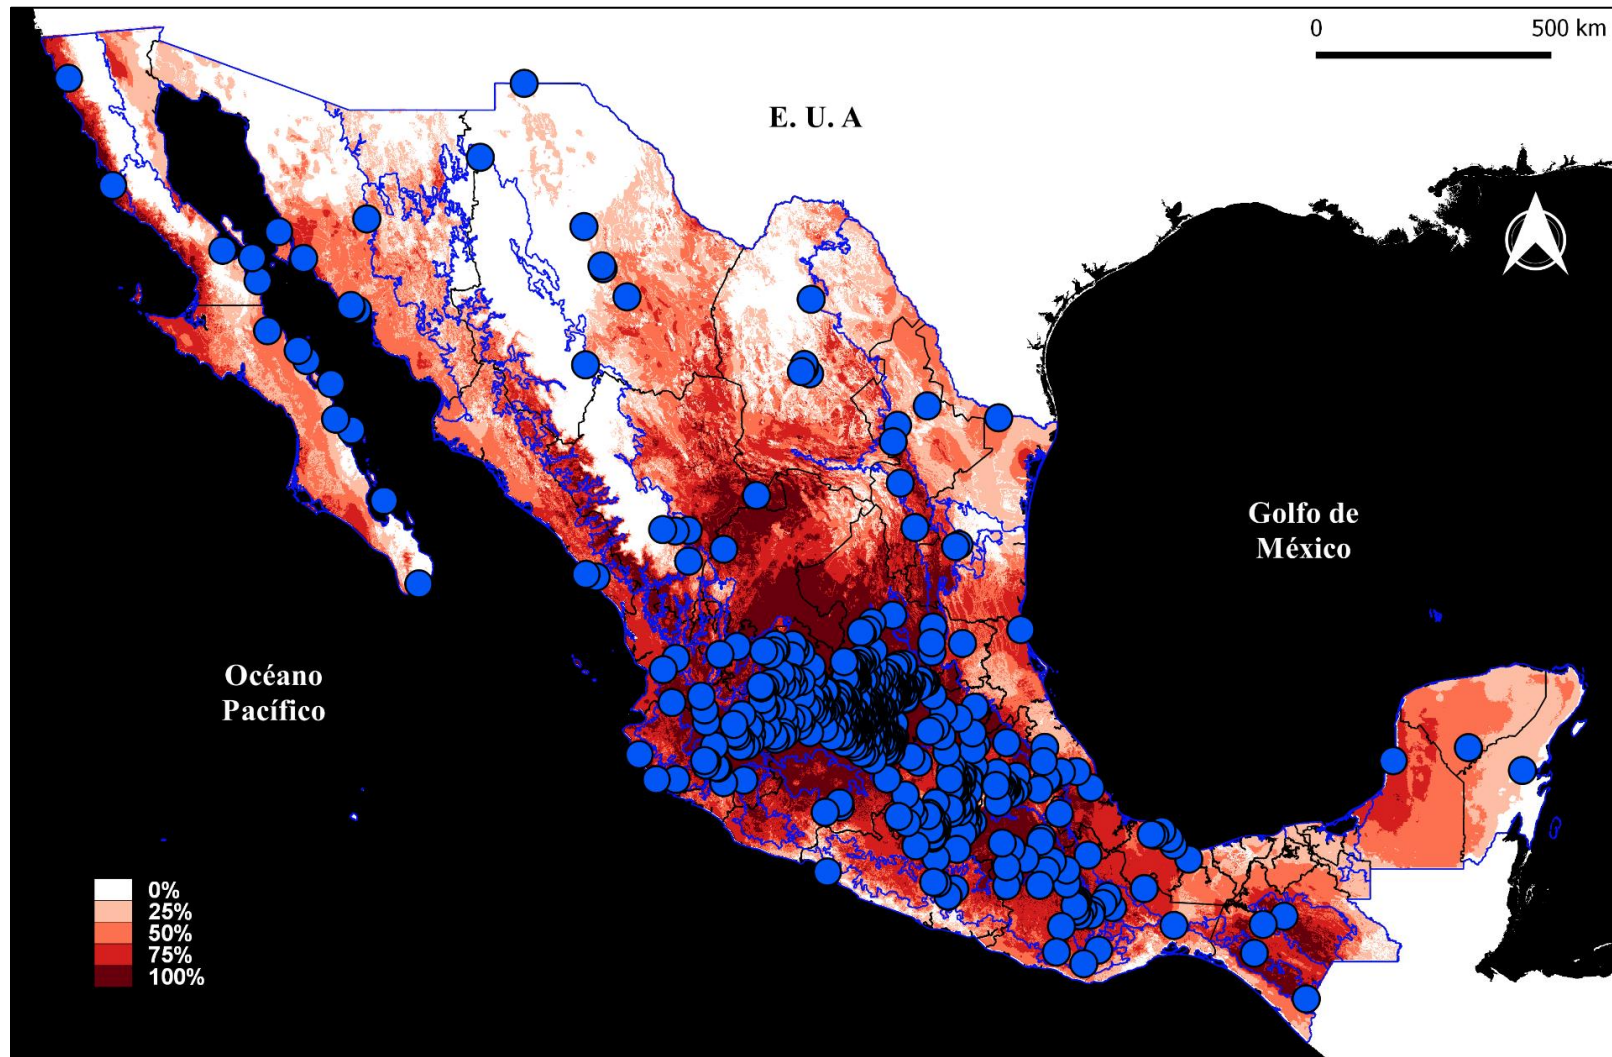 0 500 km
E. U. A
Golfo de
México
Océano
Pacífico
0%
25%
50%
75%
100%